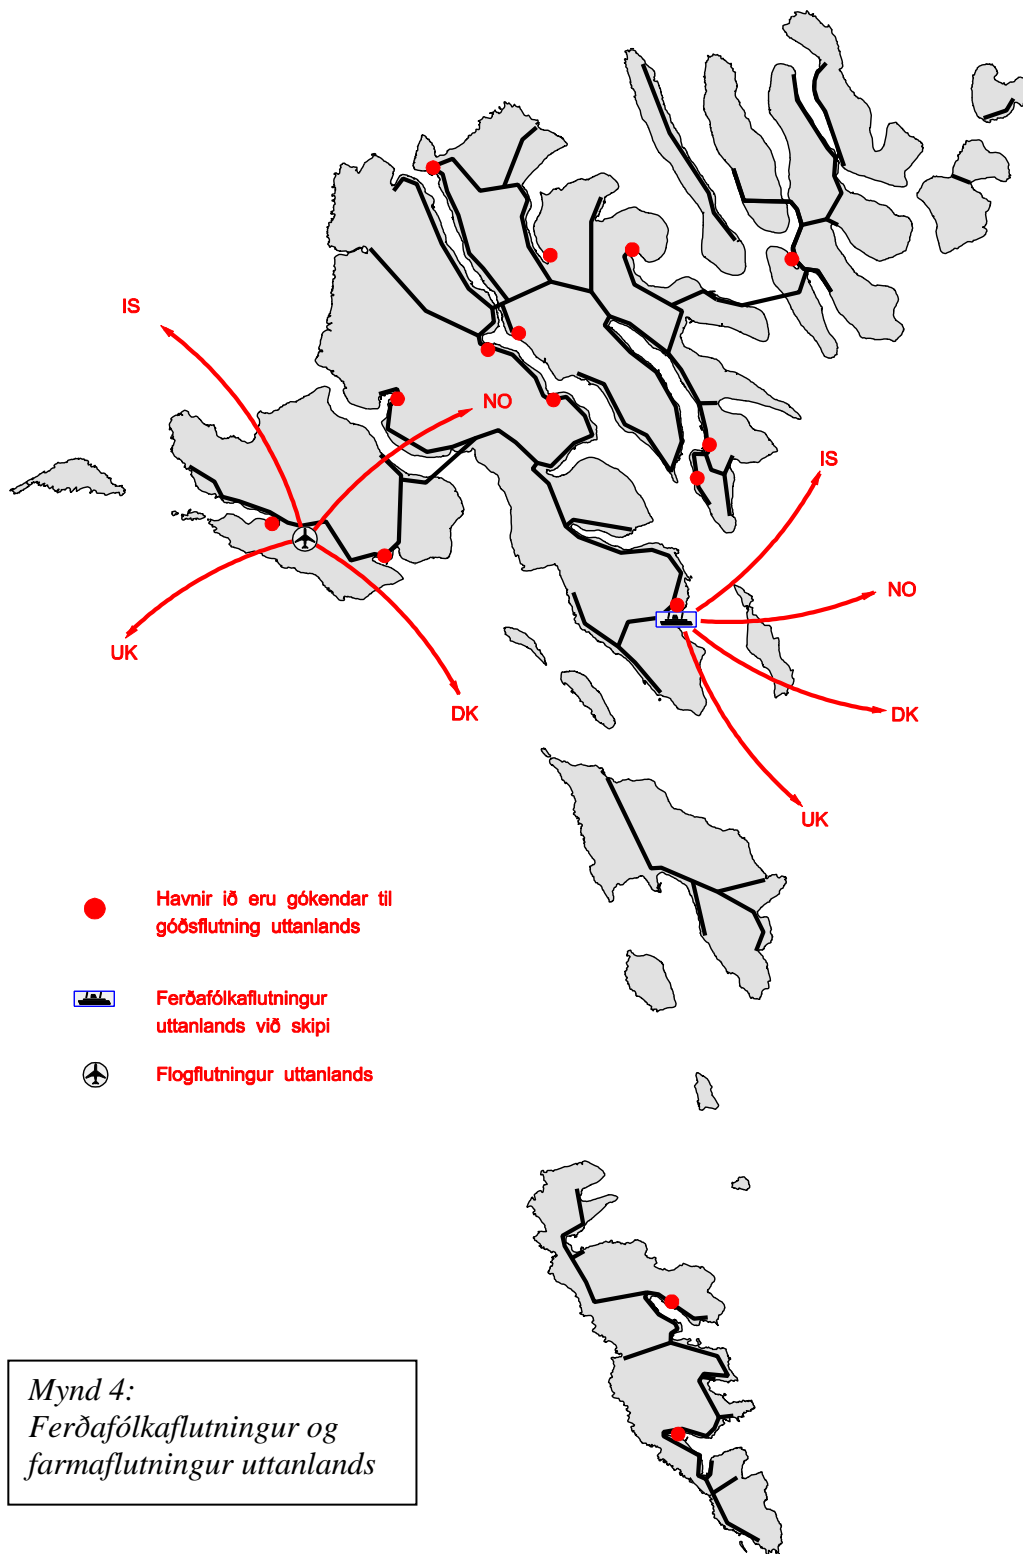 IS
NO
UK
DK
IS
NO
DK
UK
Havnir ið eru gókendar til
góðsflutning uttanlands
Ferðafólkaflutningur
uttanlands við skipi
Flogflutningur uttanlands
Mynd 4:
Ferðafólkaflutningur og
farmaflutningur uttanlands